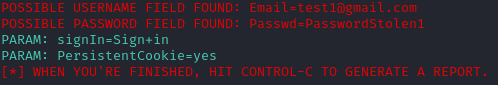 POSSIBLE USERNAME FIELD FOUND: Email=test1@gmail.com
POSSIBLE PASSWORD FIELD FOUND: Passwd=PasswordStolen1
PARAM: signIn=Sign+in
PARAM: PersistentCookie=yes
[*] WHEN YOU'RE FINISHED, HIT CONTROL-C TO GENERATE A REPORT.